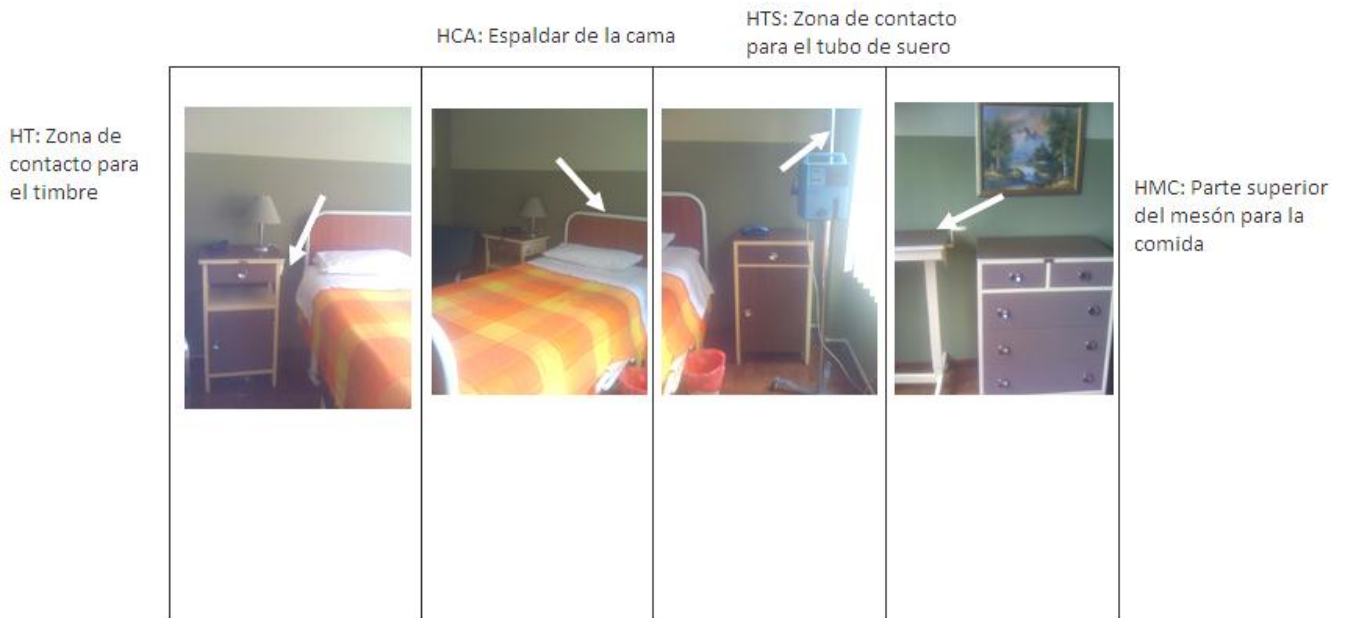 HCA: Espaldar de la cama
HTS: Zona de contacto
para el tubo de suero
HT: Zona de
contacto para
el timbre
HMC: Parte superior
del mesón para la
comida